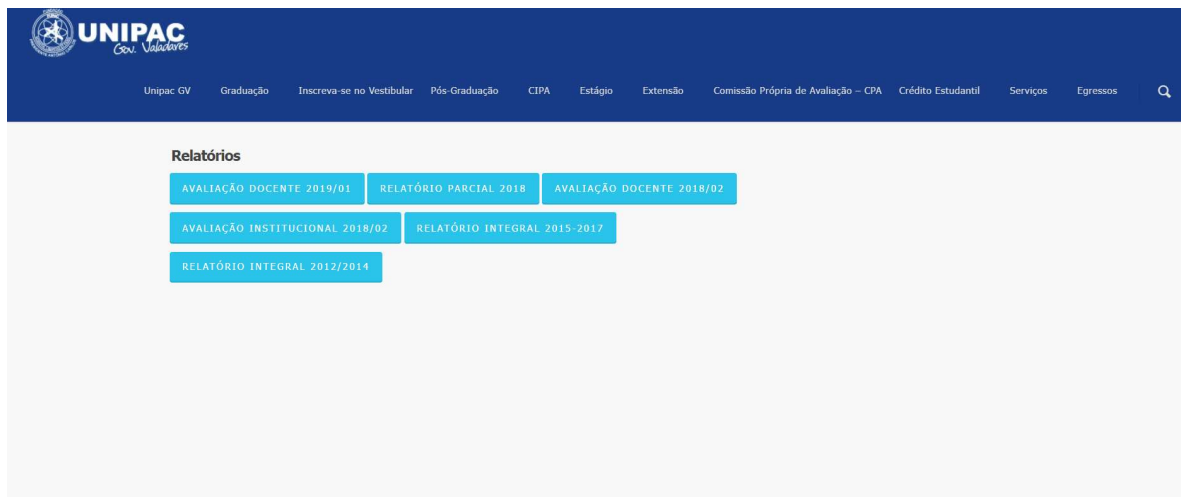 UNIPAC
Gov. Valadares
Unipac GV Graduação Inscreva-se no Vestibular Pós-Graduação CIPA Estágio Extensão Comissão Própria de Avaliação – CPA Crédito Estudantil Serviços Egressos
Relatórios
AVALIAÇÃO DOCENTE 2019/01 RELATÓRIO PARCIAL 2018 AVALIAÇÃO DOCENTE 2018/02
AVALIAÇÃO INSTITUCIONAL 2018/02 RELATÓRIO INTEGRAL 2015-2017
RELATÓRIO INTEGRAL 2012/2014